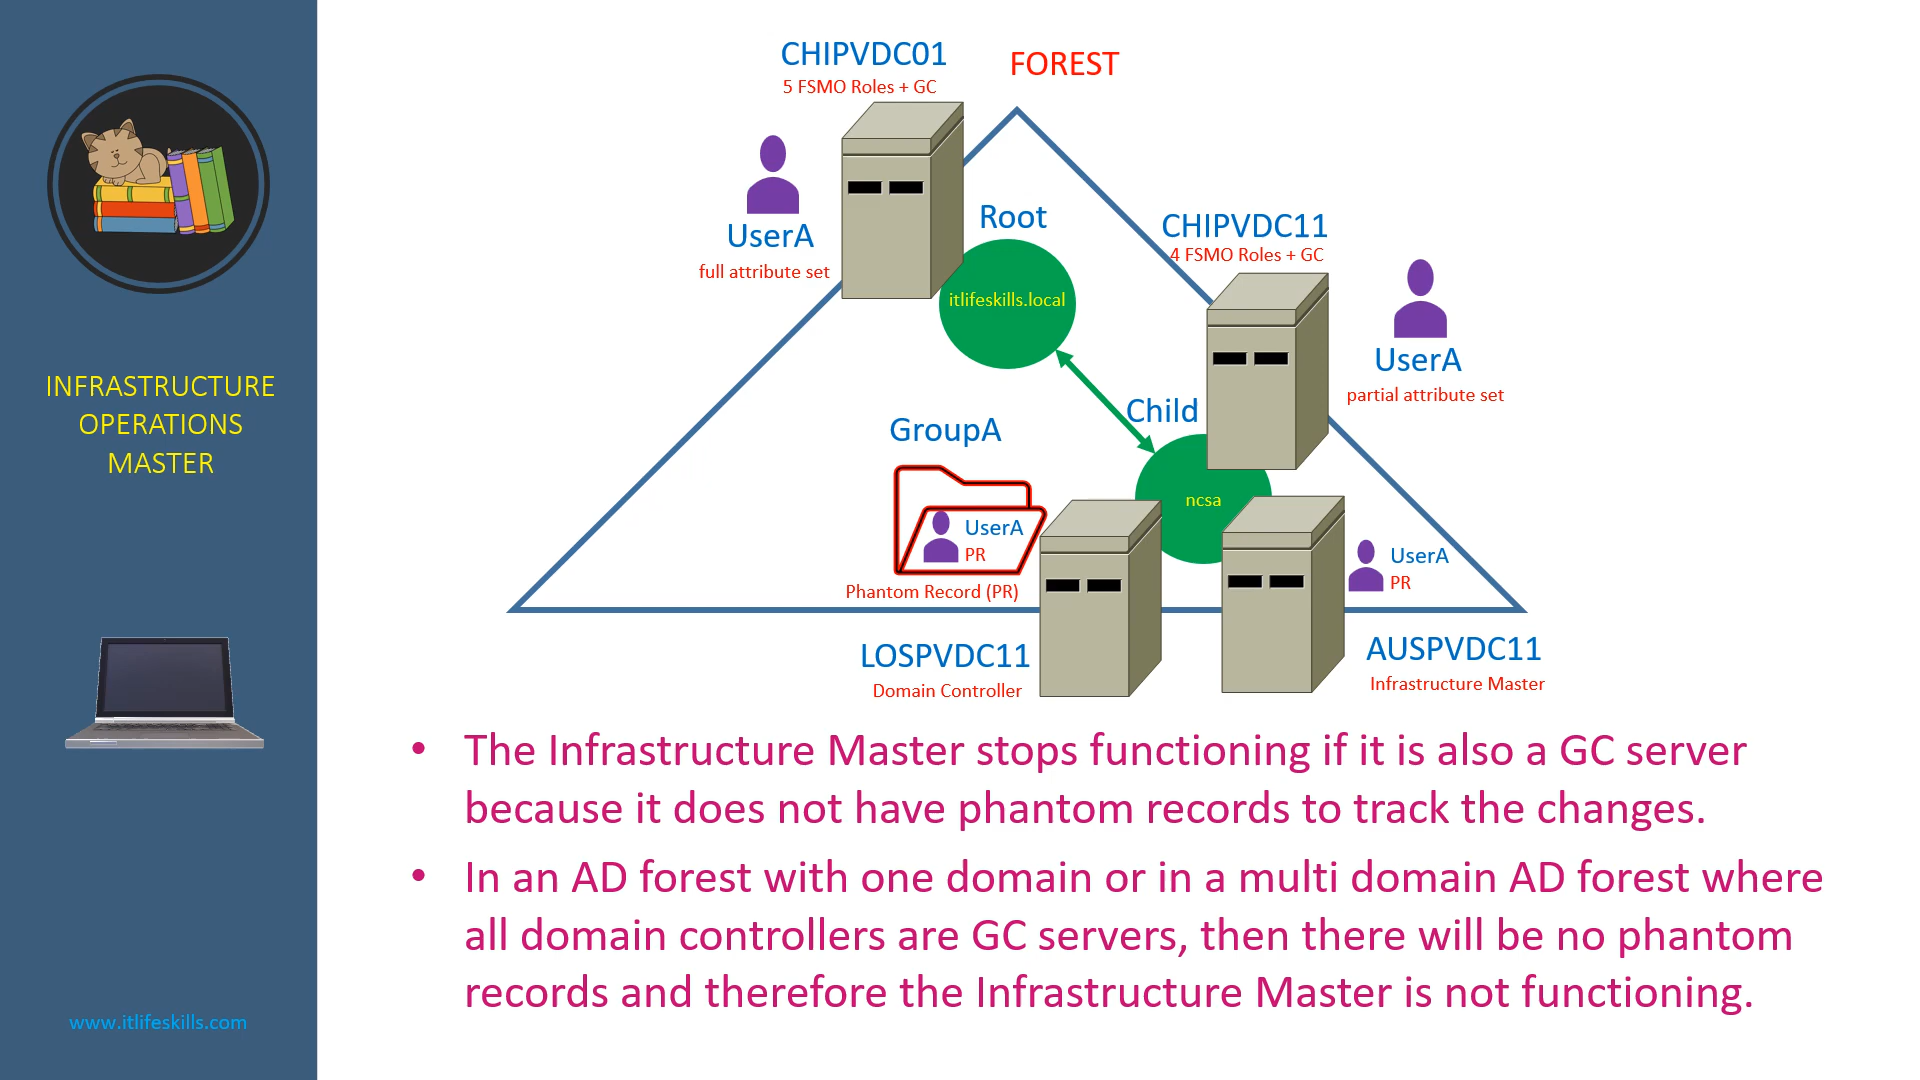 INFRASTRUCTURE
OPERATIONS
MASTER
www.itlifeskills.com
CHIPVDC01
5 FSMO Roles + GC
FOREST
UserA
full attribute set
Root
itlifeskills.local
CHIPVDC11
4 FSMO Roles + GC
UserA
partial attribute set
Child
ncsa
GroupA
UserA
PR
Phantom Record (PR)
LOSPVDC11
Domain Controller
UserA
PR
AUSPVDC11
Infrastructure Master
• The Infrastructure Master stops functioning if it is also a GC server
because it does not have phantom records to track the changes.
• In an AD forest with one domain or in a multi domain AD forest where
all domain controllers are GC servers, then there will be no phantom
records and therefore the Infrastructure Master is not functioning.